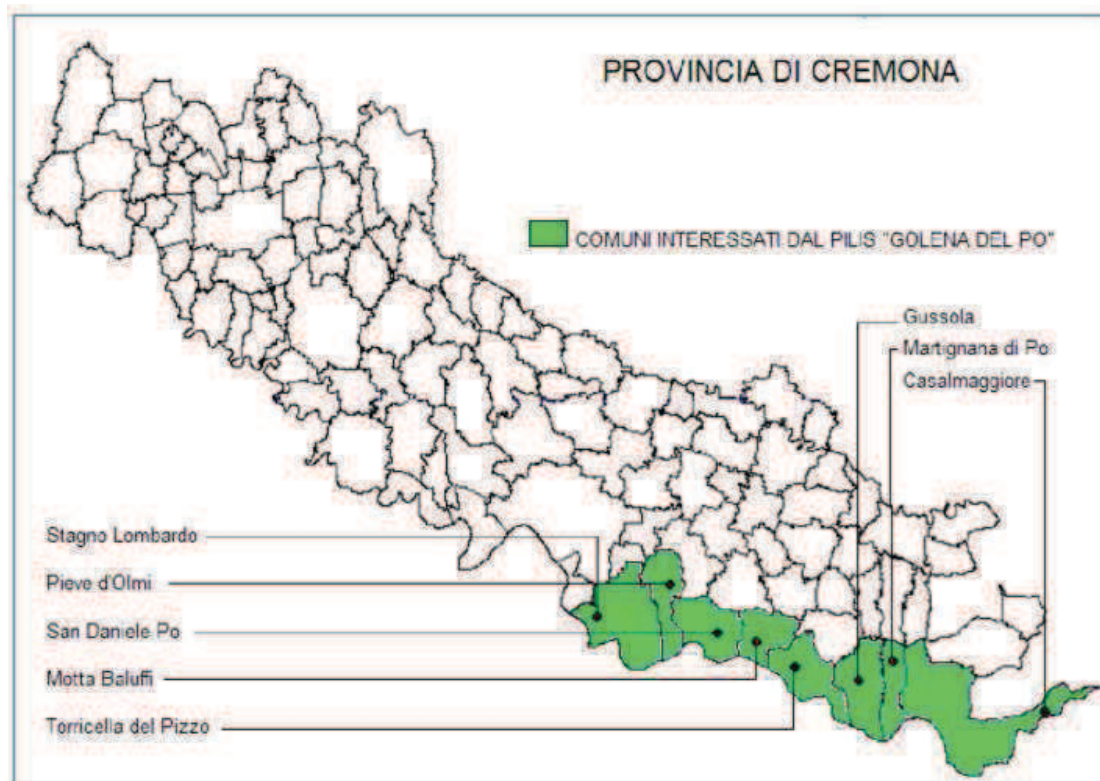 PROVINCIA DI CREMONA
COMUNI INTERESSATI DAL PILIS "GOLENA DEL PO"
Gussola
Martignana di Po
Casalmaggiore
Stagno Lombardo
Pieve d'Olmi
San Daniele Po
Motta Baluffi
Torricella del Pizzo